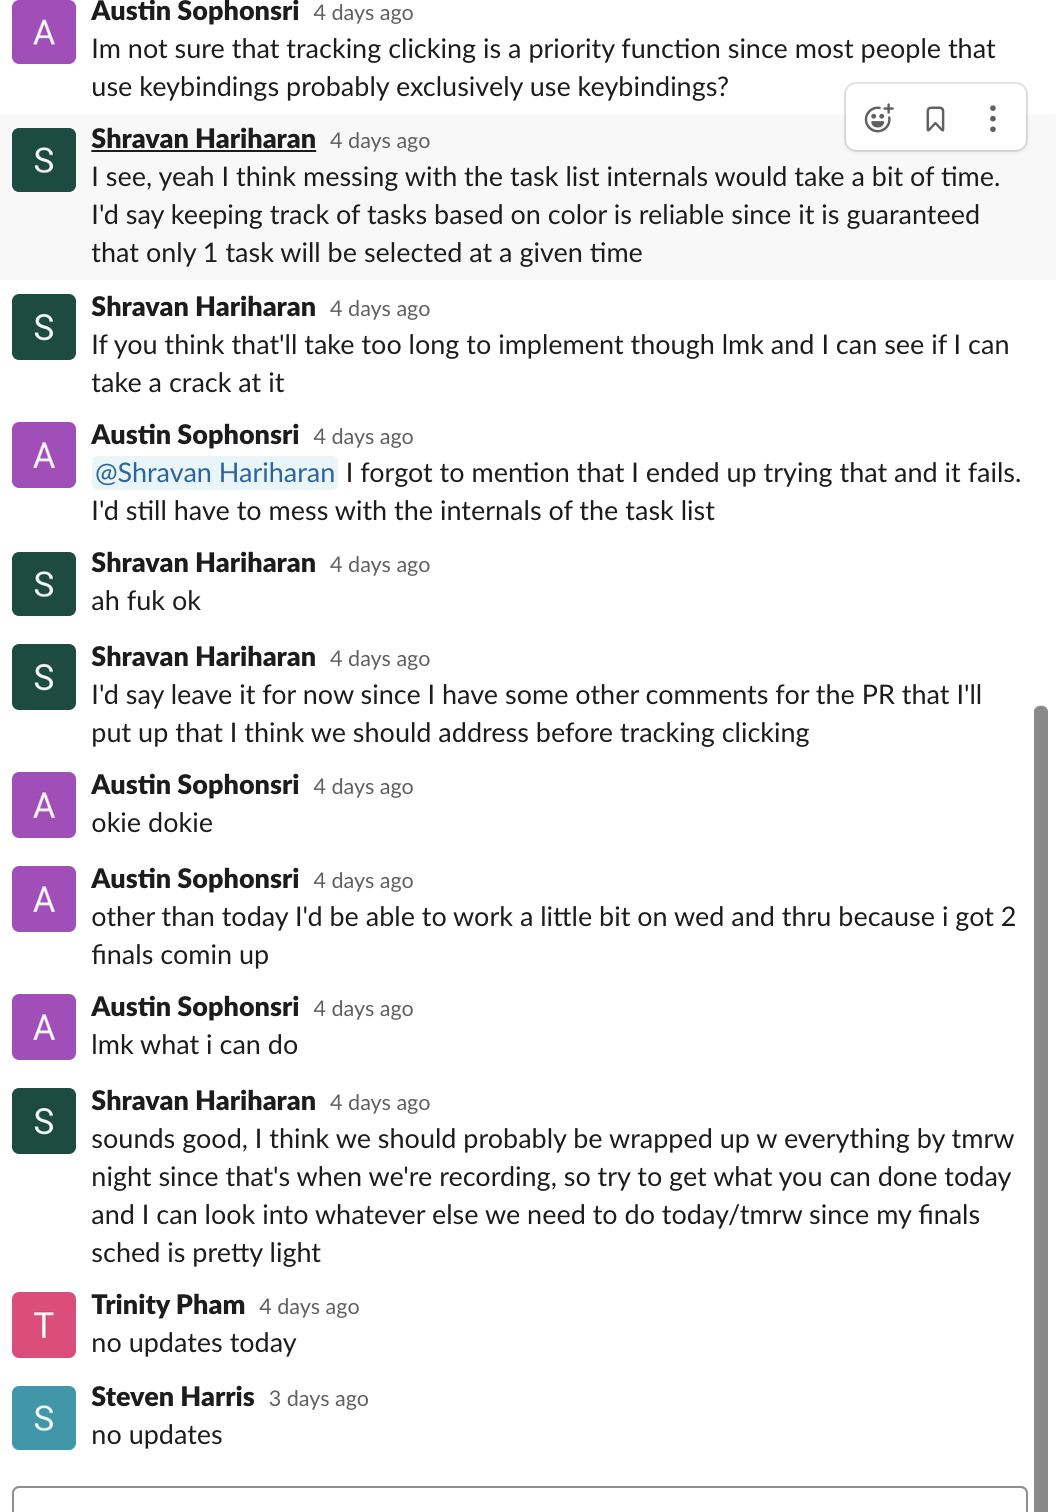 A
Austin Sophonsri 4 days ago
Im not sure that tracking clicking is a priority function since most people that
use keybindings probably exclusively use keybindings?
S
Shravan Hariharan 4 days ago
I see, yeah I think messing with the task list internals would take a bit of time.
I'd say keeping track of tasks based on color is reliable since it is guaranteed
that only 1 task will be selected at a given time
S
Shravan Hariharan 4 days ago
If you think that'll take too long to implement though lmk and I can see if I can
take a crack at it
A
Austin Sophonsri 4 days ago
@Shravan Hariharan I forgot to mention that I ended up trying that and it fails.
I'd still have to mess with the internals of the task list
S
Shravan Hariharan 4 days ago
ah fuk ok
S
Shravan Hariharan 4 days ago
I'd say leave it for now since I have some other comments for the PR that I'll
put up that I think we should address before tracking clicking
A
Austin Sophonsri 4 days ago
okie dokie
A
Austin Sophonsri 4 days ago
other than today I'd be able to work a little bit on wed and thru because i got 2
finals comin up
A
Austin Sophonsri 4 days ago
lmk what i can do
S
Shravan Hariharan 4 days ago
sounds good, I think we should probably be wrapped up w everything by tmrw
night since that's when we're recording, so try to get what you can done today
and I can look into whatever else we need to do today/tmrw since my finals
sched is pretty light
T
Trinity Pham 4 days ago
no updates today
S
Steven Harris 3 days ago
no updates